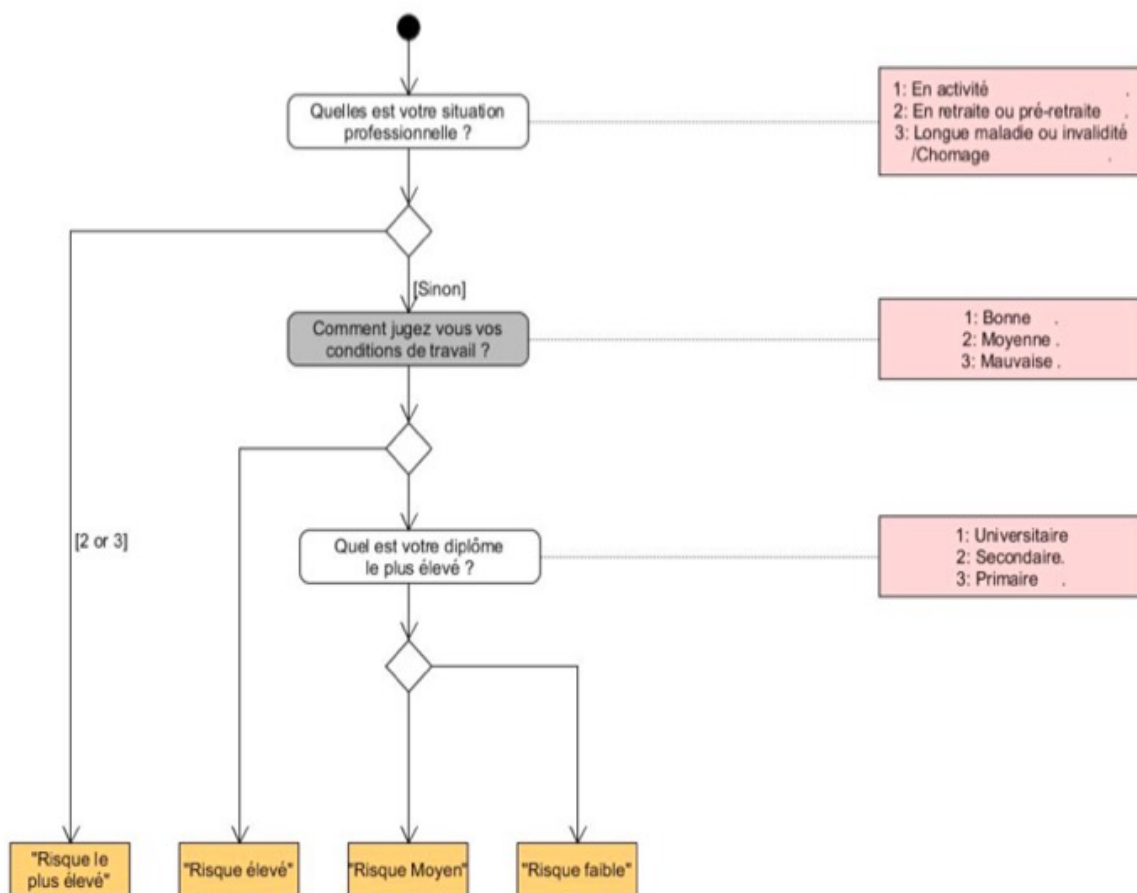 Quelles est votre situation
professionnelle ?
1: En activité .
2: En retraite ou pré-retraite .
3: Longue maladie ou invalidité
/Chomage .
[Sinon]
Comment jugez vous vos
conditions de travail ?
1: Bonne .
2: Moyenne .
3: Mauvaise .
[2 or 3]
Quel est votre diplôme
le plus élevé ?
1: Universitaire
2: Secondaire.
3: Primaire .
"Risque le
plus élevé"
"Risque élevé"
"Risque Moyen"
"Risque faible"